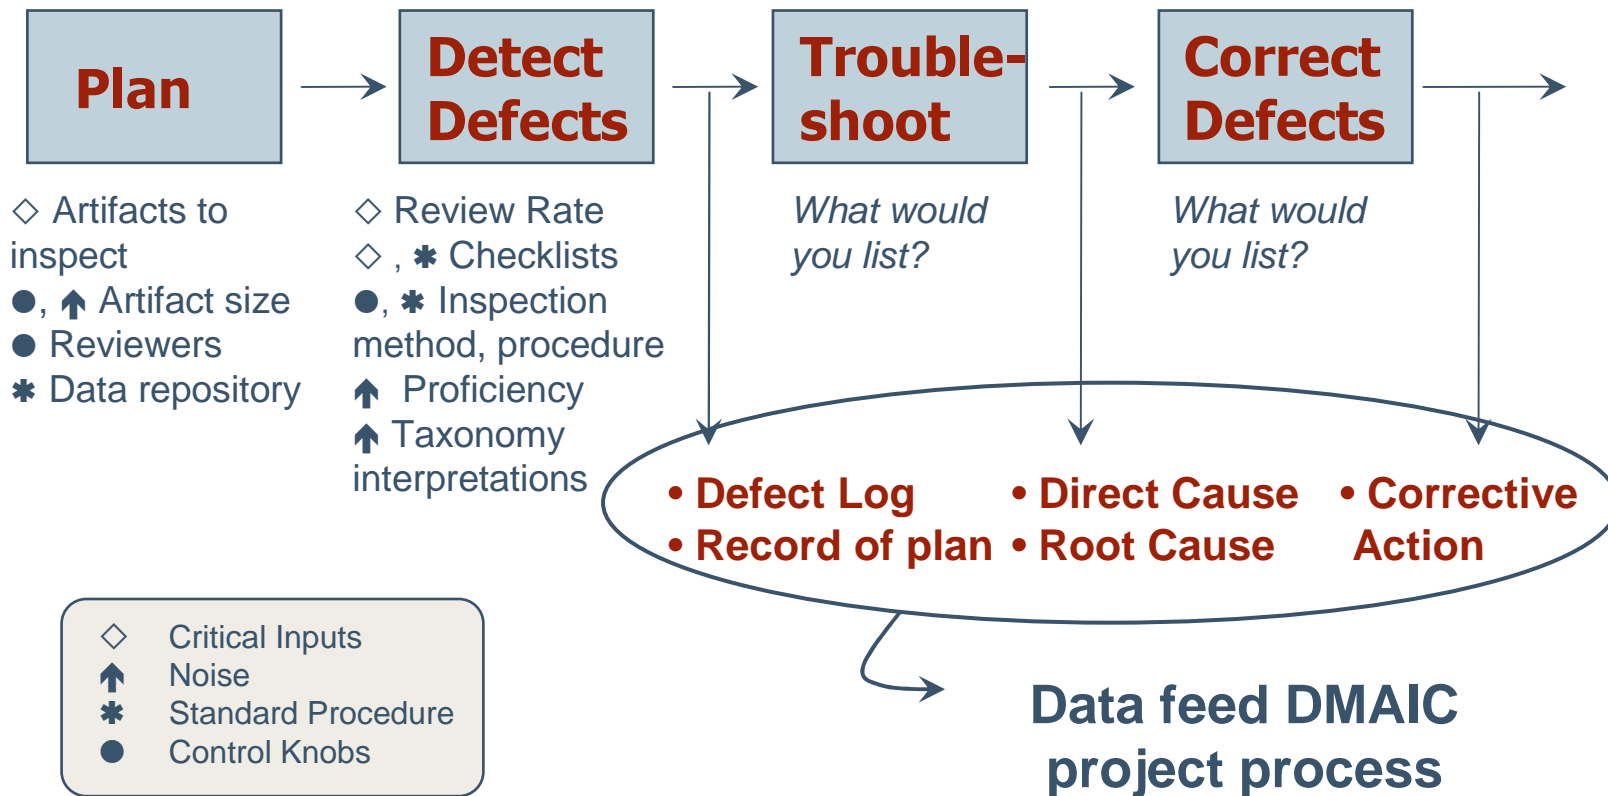 Plan
Detect
Defects
Trouble-
shoot
Correct
Defects
◇ Artifacts to
inspect
●, ↑ Artifact size
● Reviewers
✱ Data repository
◇ Review Rate
◇ , ✱ Checklists
●, ✱ Inspection
method, procedure
↑ Proficiency
↑ Taxonomy
interpretations
What would
you list?
What would
you list?
• Defect Log
• Record of plan
• Direct Cause
• Root Cause
• Corrective
Action
◇ Critical Inputs
↑ Noise
✱ Standard Procedure
● Control Knobs
Data feed DMAIC
project process